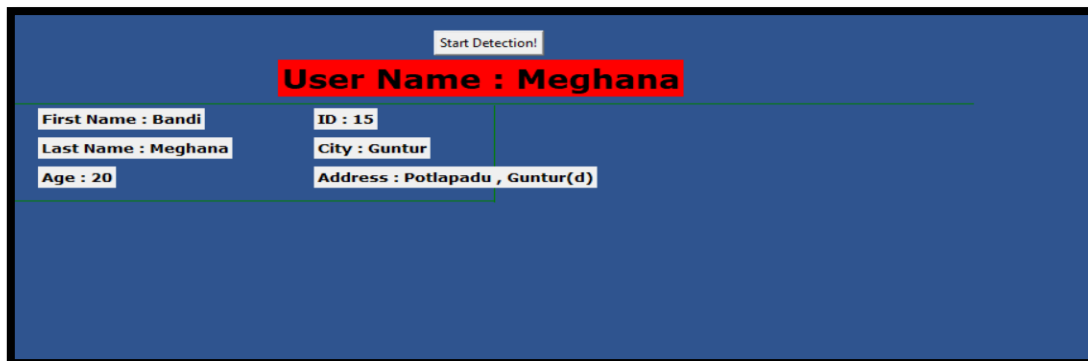 Start Detection!
User Name : Meghana
First Name : Bandi
ID : 15
Last Name : Meghana
City : Guntur
Age : 20
Address : Potlapadu , Guntur(d)